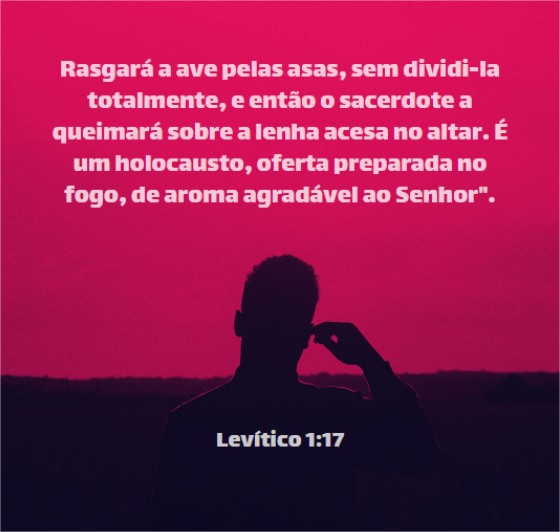 Rasgará a ave pelas asas, sem dividi-la
totalmente, e então o sacerdote a
queimará sobre a lenha acesa no altar. É
um holocausto, oferta preparada no
fogo, de aroma agradável ao Senhor".
Levítico 1:17